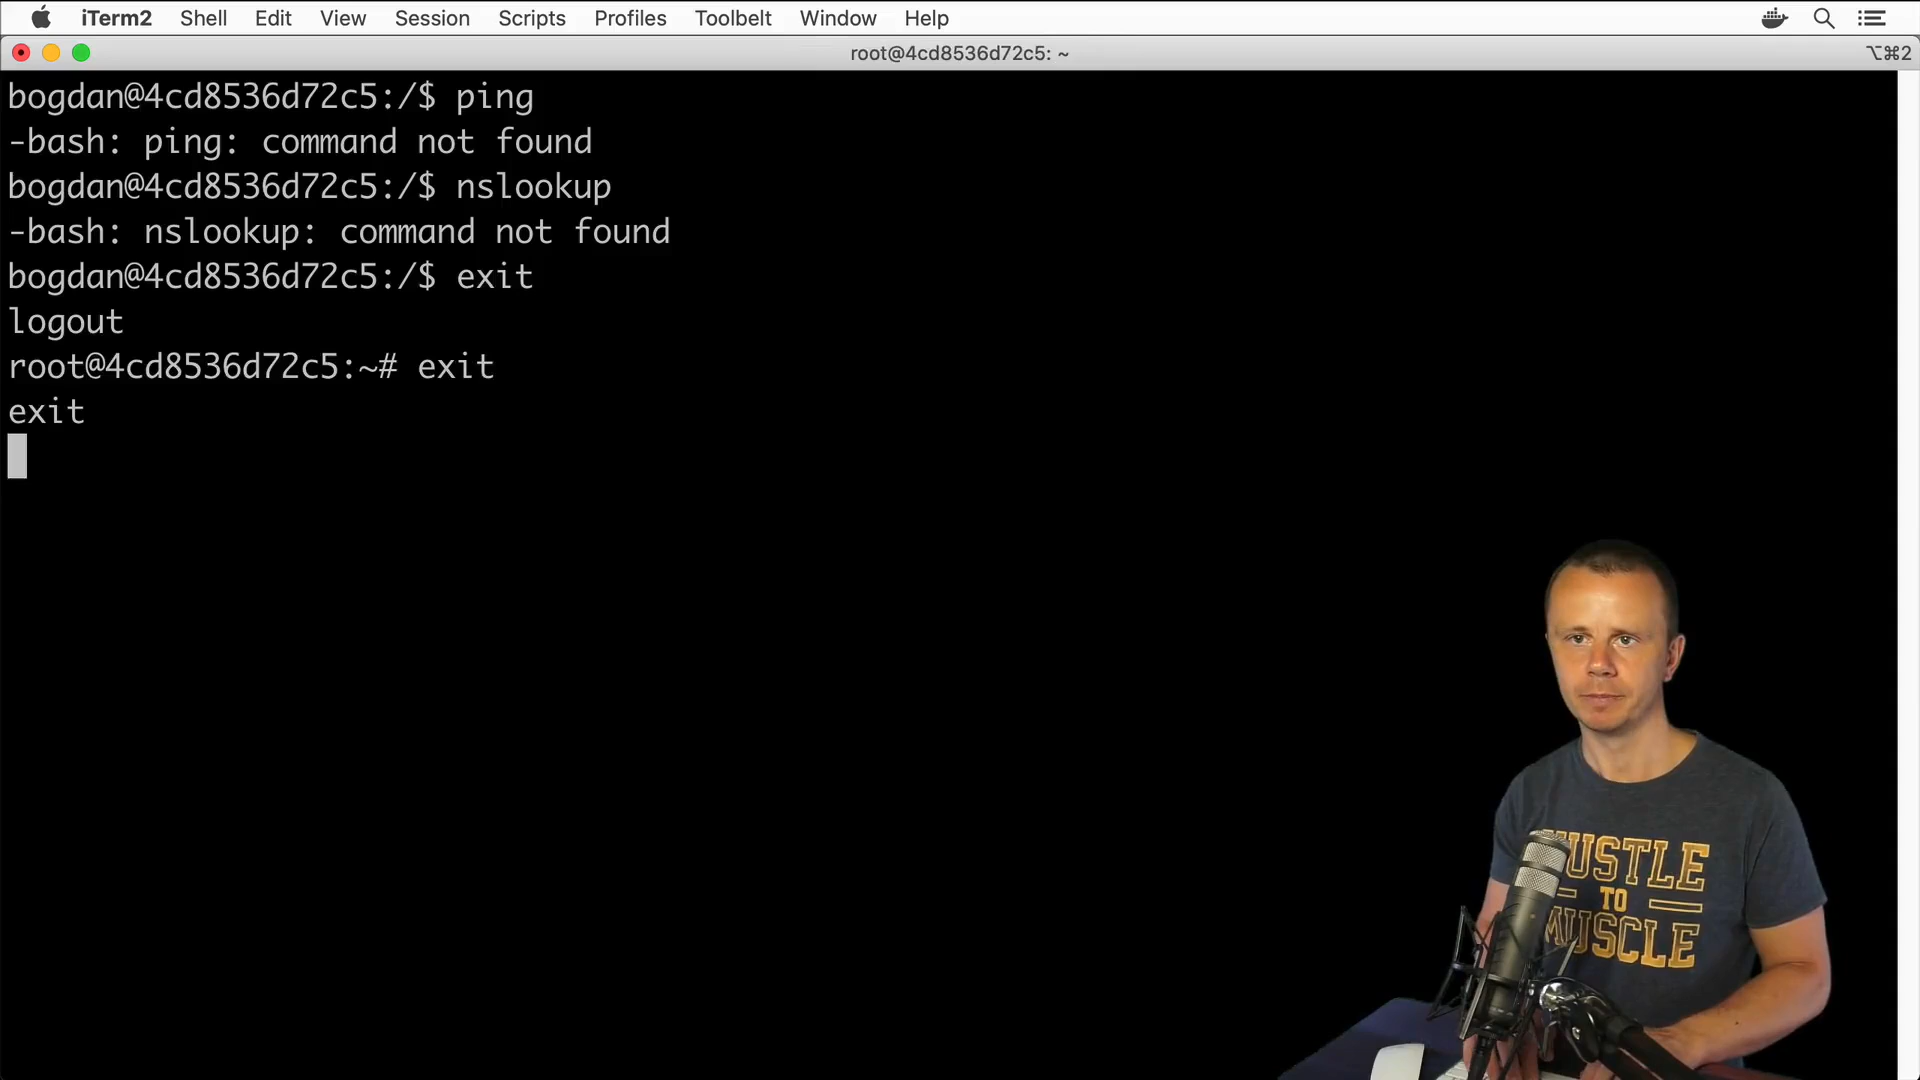 iTerm2 Shell Edit View Session Scripts Profiles Toolbelt Window Help
root@4cd8536d72c5: ~ ⌥⌘2
bogdan@4cd8536d72c5:/$ ping
-bash: ping: command not found
bogdan@4cd8536d72c5:/$ nslookup
-bash: nslookup: command not found
bogdan@4cd8536d72c5:/$ exit
logout
root@4cd8536d72c5:~# exit
exit
HUSTLE
TO
MUSCLE